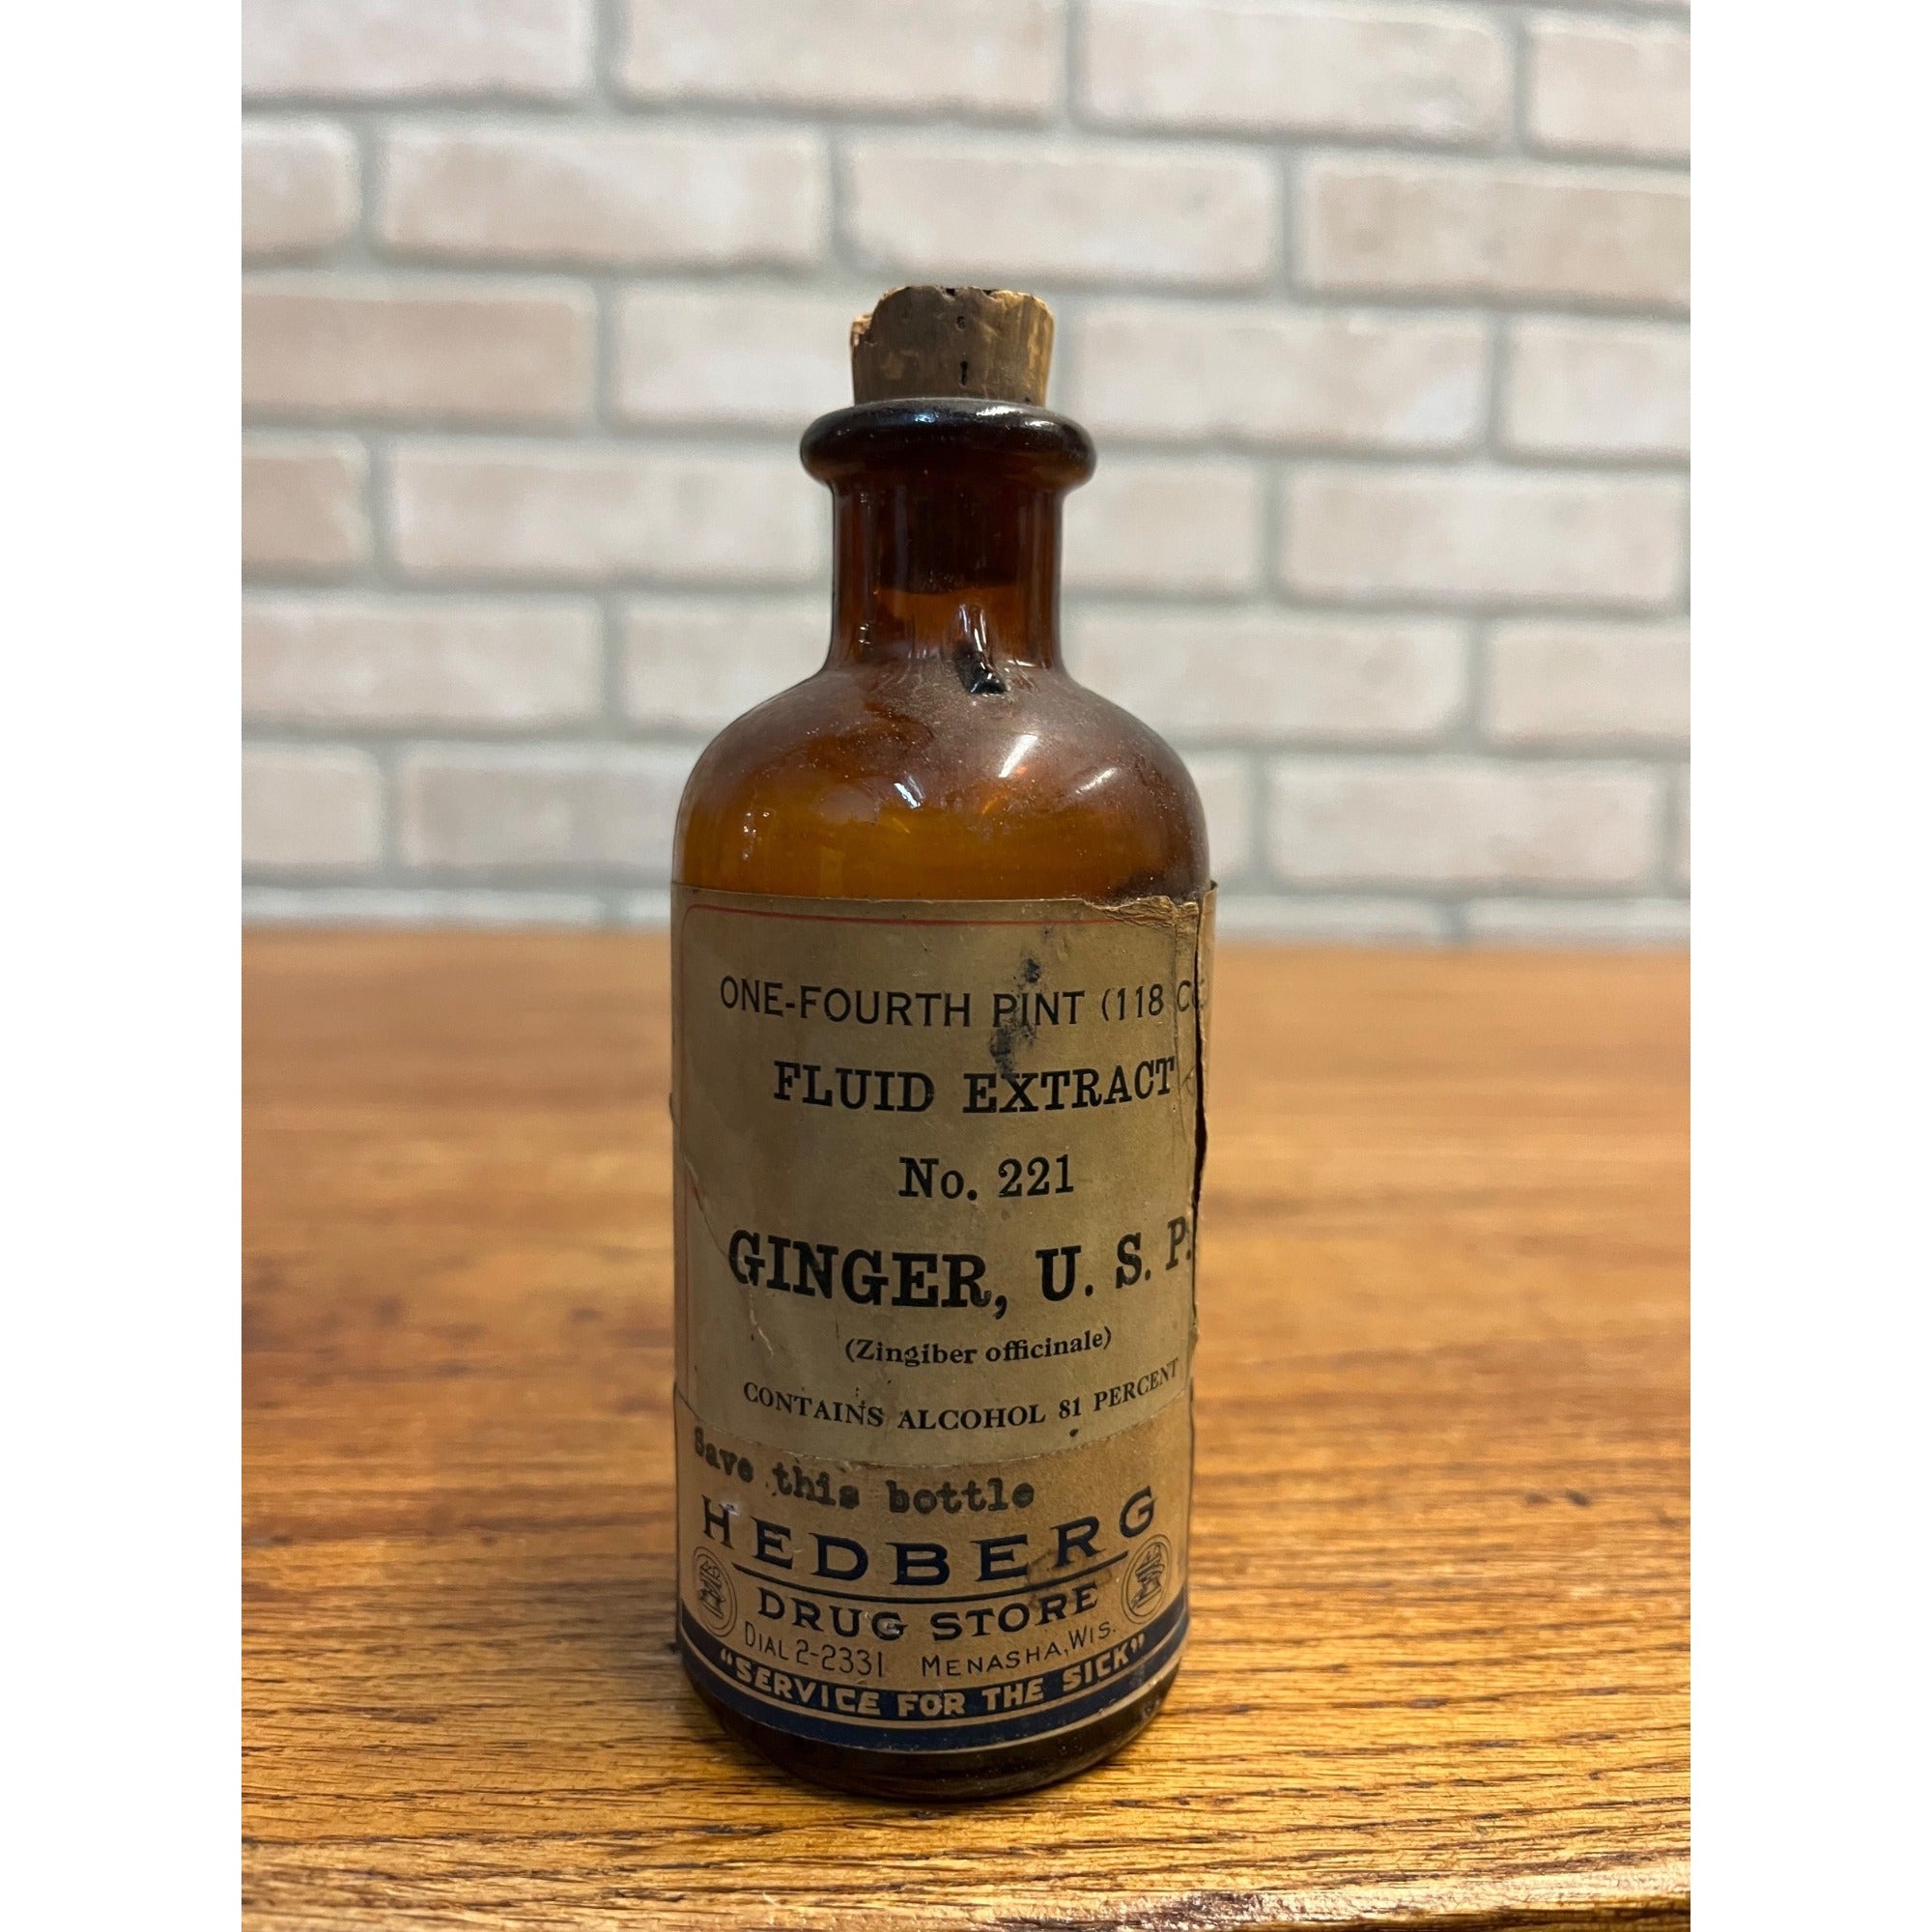 ONE-FOURTH PINT (118 CC
FLUID EXTRACT
No. 221
GINGER, U. S. P.
(Zingiber officinale)
CONTAINS ALCOHOL 81 PERCENT
Save this bottle
HEDBERG
DRUG STORE
DIAL 2-2331 MENASHA, WIS.
"SERVICE FOR THE SICK"